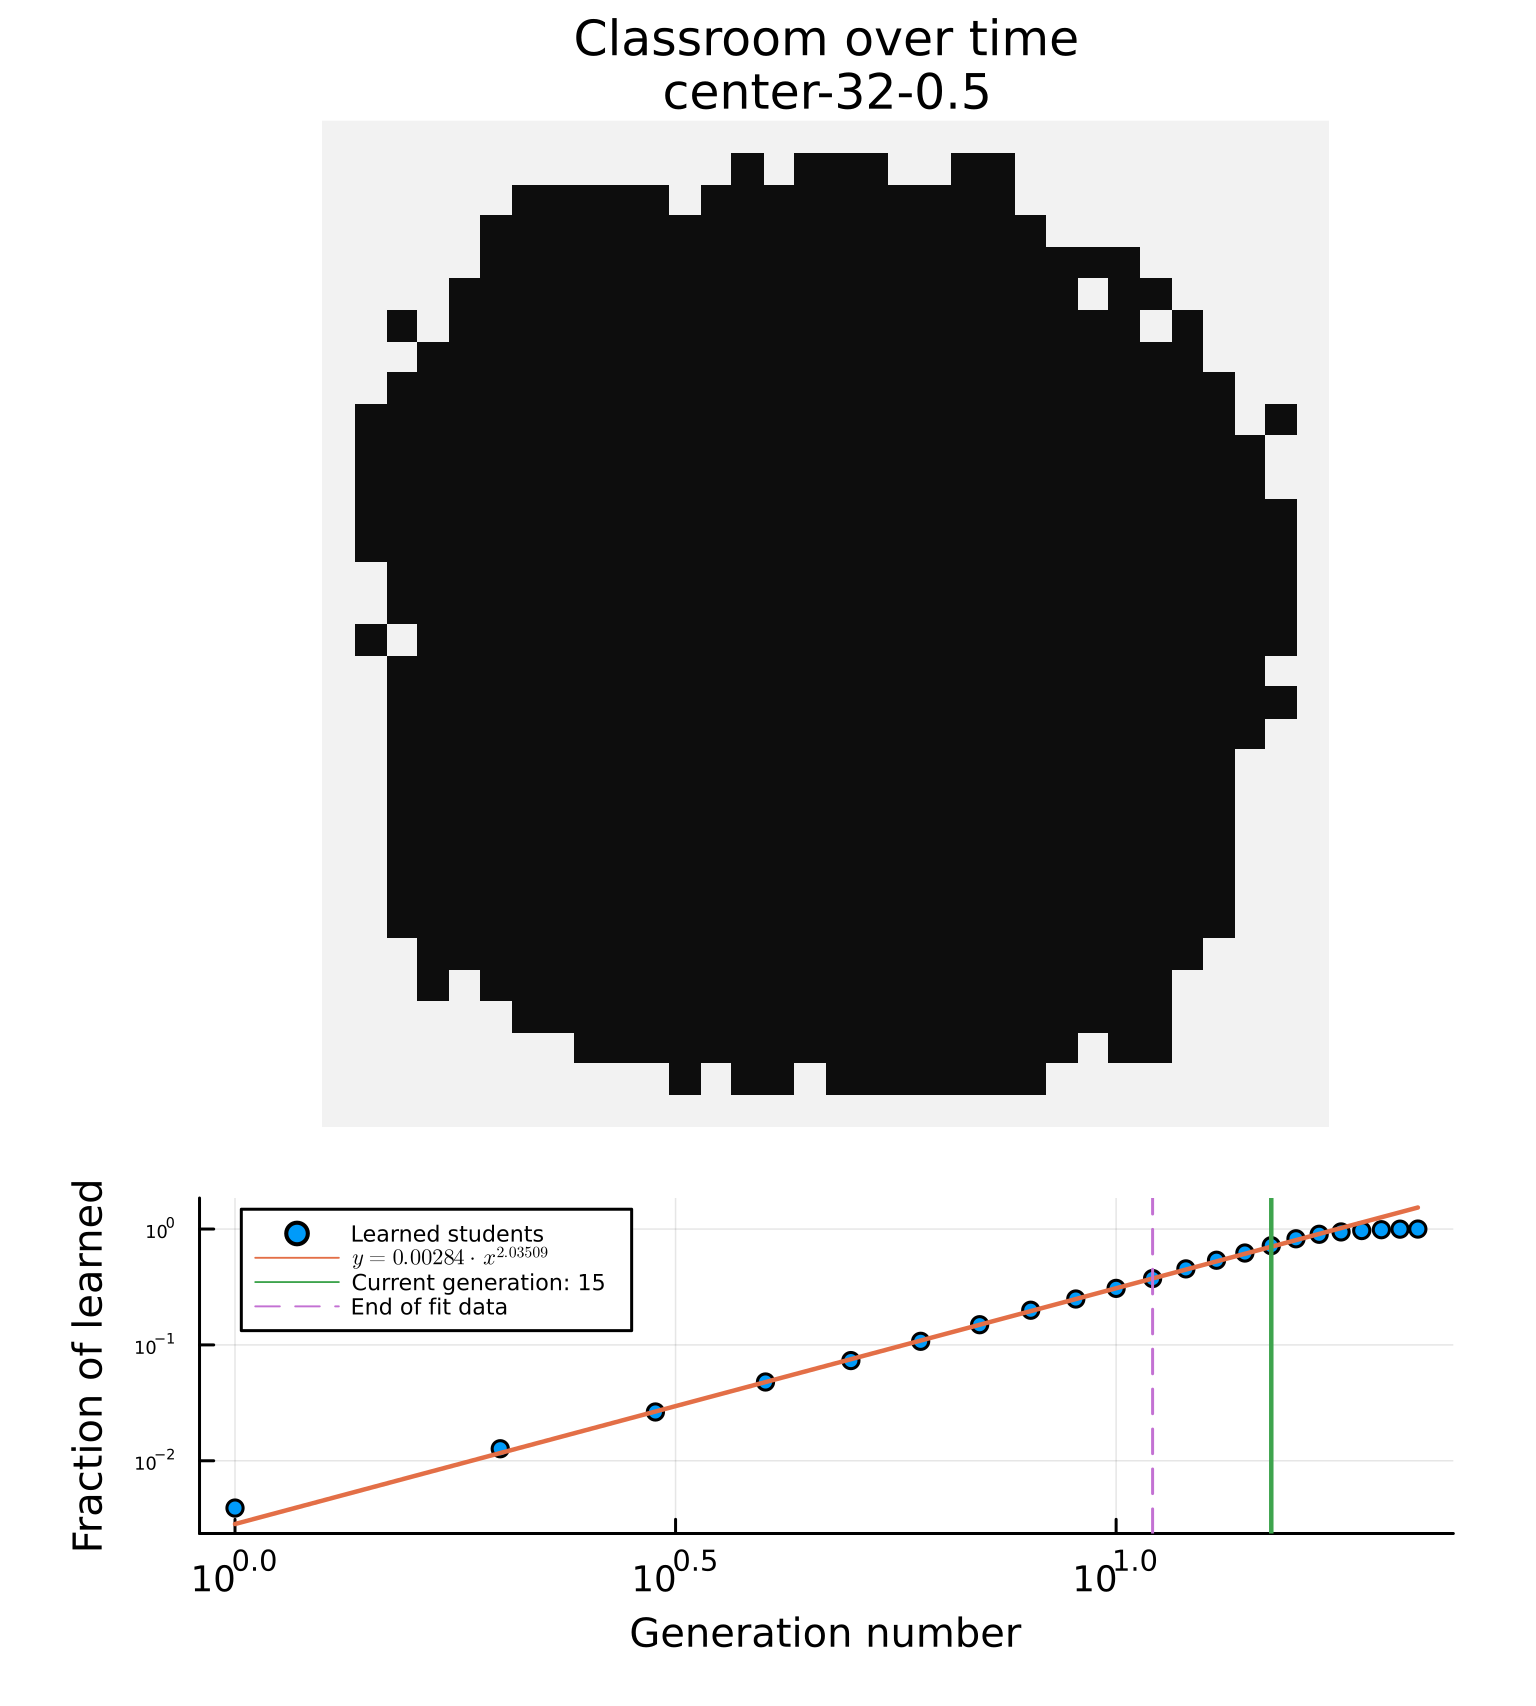 Classroom over time
center-32-0.5
Fraction of learned
10^0
10^-1
10^-2
Learned students
y = 0.00284 · x^2.03509
Current generation: 15
End of fit data
10^0.0 10^0.5 10^1.0
Generation number